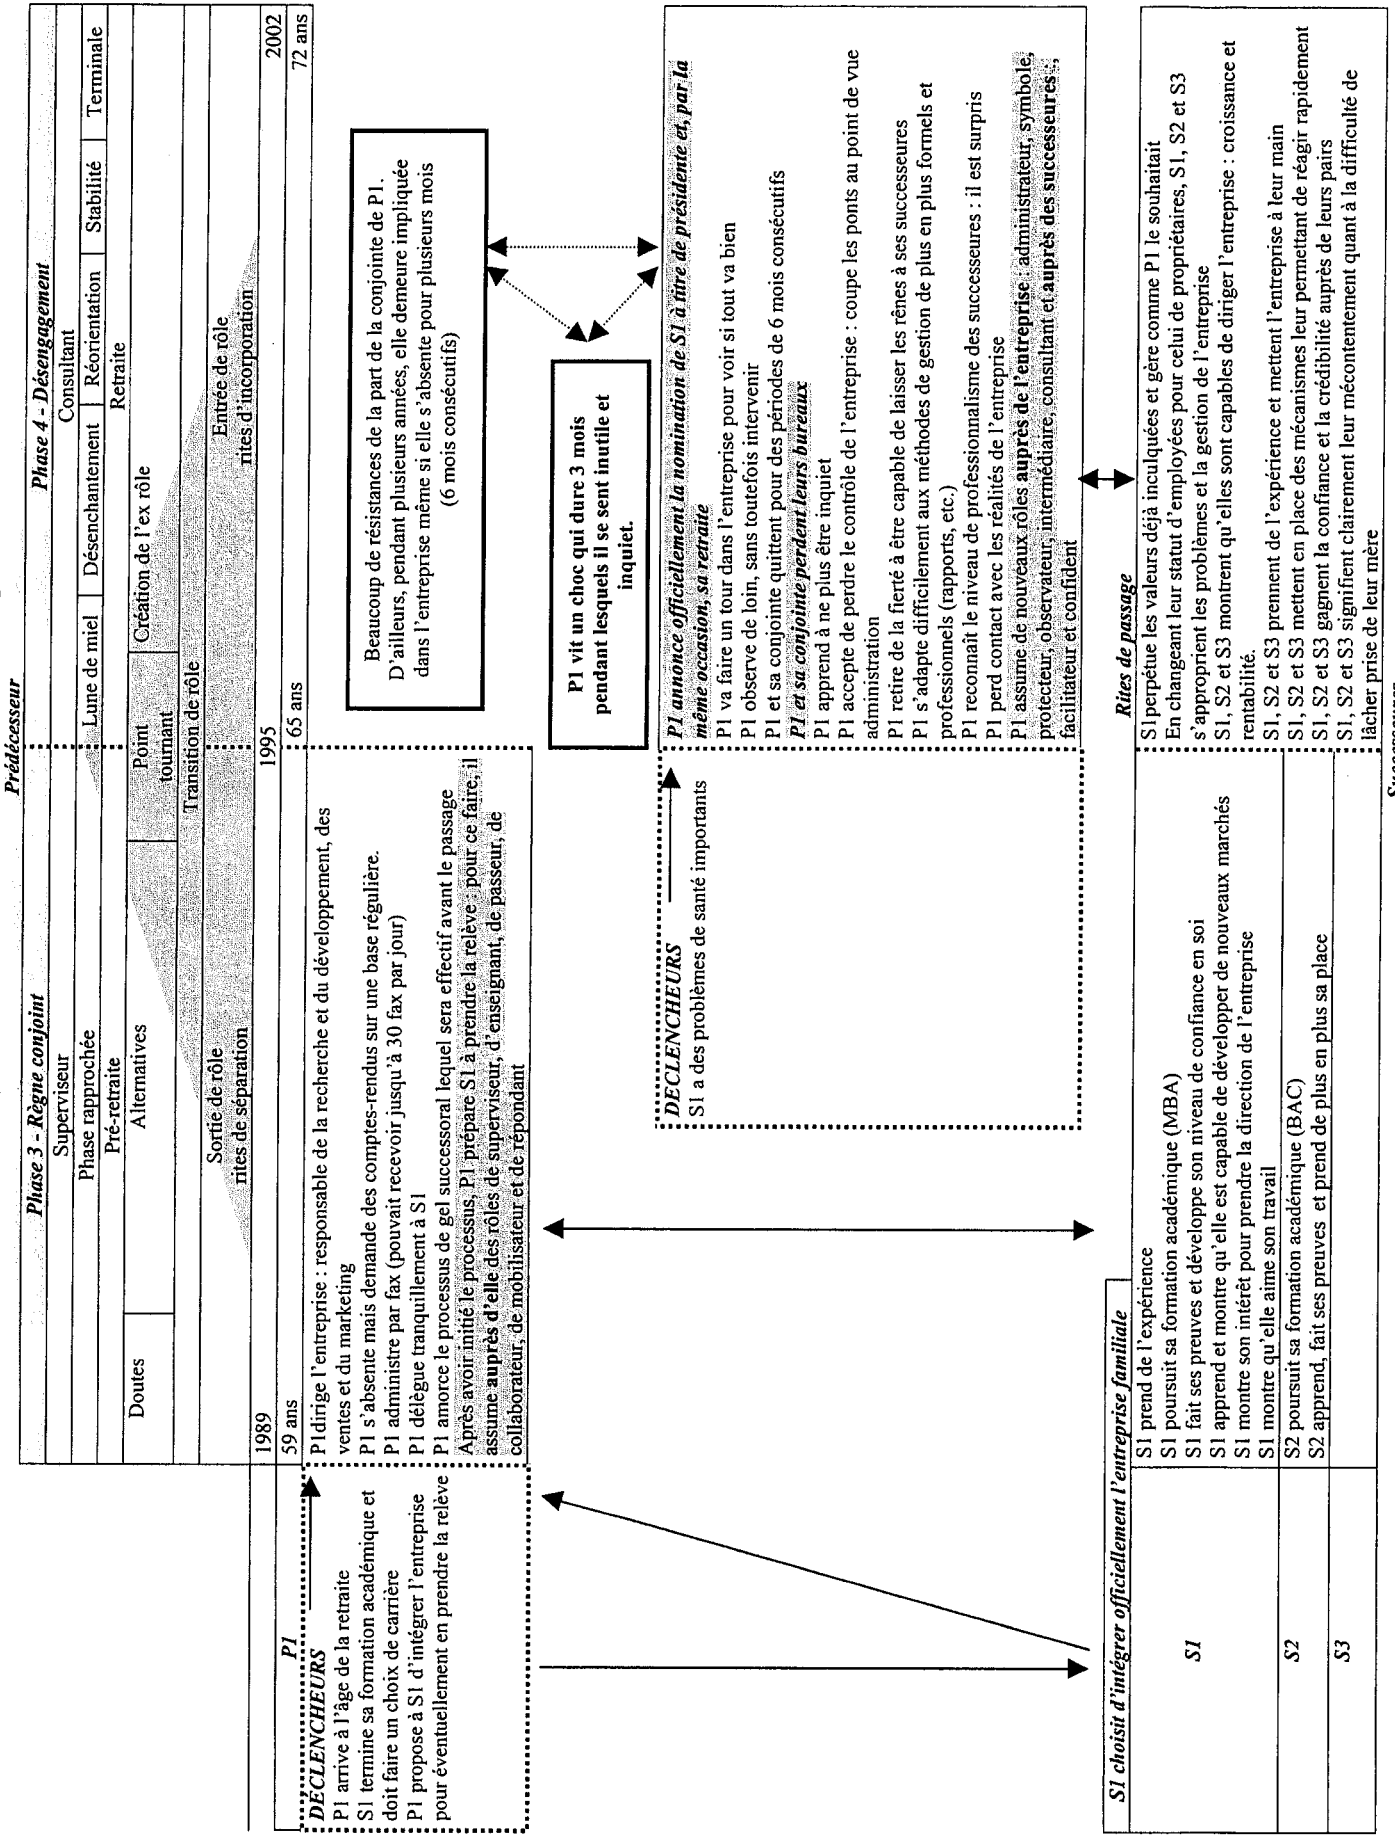 Prédécesseur
Phase 3 - Règne conjoint
Phase 4 - Désengagement
Superviseur
Consultant
Phase rapprochée
Lune de miel
Désenchantement
Réorientation
Stabilité
Terminale
Pré-retraite
Retraite
Doutes
Alternatives
Point
tournant
Création de l'ex rôle
Transition de rôle
Sortie de rôle
rites de séparation
Entrée de rôle
rites d'incorporation
1989
1995
2002
P1
59 ans
65 ans
72 ans
DÉCLENCHEURS
P1 arrive à l'âge de la retraite
S1 termine sa formation académique et
doit faire un choix de carrière
P1 propose à S1 d'intégrer l'entreprise
pour éventuellement en prendre la relève
P1dirige l'entreprise : responsable de la recherche et du développement, des
ventes et du marketing
P1 s'absente mais demande des comptes-rendus sur une base régulière.
P1 administre par fax (pouvait recevoir jusqu'à 30 fax par jour)
P1 délègue tranquillement à S1
P1 amorce le processus de gel successoral lequel sera effectif avant le passage
Après avoir initié le processus, P1 prépare S1 à prendre la relève : pour ce faire, il
assume auprès d'elle des rôles de superviseur, d'enseignant, de passeur, de
collaborateur, de mobilisateur et de répondant
Beaucoup de résistances de la part de la conjointe de P1.
D'ailleurs, pendant plusieurs années, elle demeure impliquée
dans l'entreprise même si elle s'absente pour plusieurs mois
(6 mois consécutifs)
P1 vit un choc qui dure 3 mois
pendant lesquels il se sent inutile et
inquiet.
DÉCLENCHEURS
S1 a des problèmes de santé importants
P1 annonce officiellement la nomination de S1 à titre de présidente et, par la
même occasion, sa retraite
P1 va faire un tour dans l'entreprise pour voir si tout va bien
P1 observe de loin, sans toutefois intervenir
P1 et sa conjointe quittent pour des périodes de 6 mois consécutifs
P1 et sa conjointe perdent leurs bureaux
P1 apprend à ne plus être inquiet
P1 accepte de perdre le contrôle de l'entreprise : coupe les ponts au point de vue
administration
P1 retire de la fierté à être capable de laisser les rênes à ses successeures
P1 s'adapte difficilement aux méthodes de gestion de plus en plus formels et
professionnels (rapports, etc.)
P1 reconnaît le niveau de professionnalisme des successeures : il est surpris
P1 perd contact avec les réalités de l'entreprise
P1 assume de nouveaux rôles auprès de l'entreprise : administrateur, symbole,
protecteur, observateur, intermédiaire, consultant et auprès des successeures :,
facilitateur et confident
Rites de passage
S1 choisit d'intégrer officiellement l'entreprise familiale
S1
S1 prend de l'expérience
S1 poursuit sa formation académique (MBA)
S1 fait ses preuves et développe son niveau de confiance en soi
S1 apprend et montre qu'elle est capable de développer de nouveaux marchés
S1 montre son intérêt pour prendre la direction de l'entreprise
S1 montre qu'elle aime son travail
S2
S2 poursuit sa formation académique (BAC)
S2 apprend, fait ses preuves et prend de plus en plus sa place
S3
S1perpétue les valeurs déjà inculquées et gère comme P1 le souhaitait
En changeant leur statut d'employées pour celui de propriétaires, S1, S2 et S3
s'approprient les problèmes et la gestion de l'entreprise
S1, S2 et S3 montrent qu'elles sont capables de diriger l'entreprise : croissance et
rentabilité.
S1, S2 et S3 prennent de l'expérience et mettent l'entreprise à leur main
S1, S2 et S3 mettent en place des mécanismes leur permettant de réagir rapidement
S1, S2 et S3 gagnent la confiance et la crédibilité auprès de leurs pairs
S1, S2 et S3 signifient clairement leur mécontentement quant à la difficulté de
lâcher prise de leur mère
Successeures